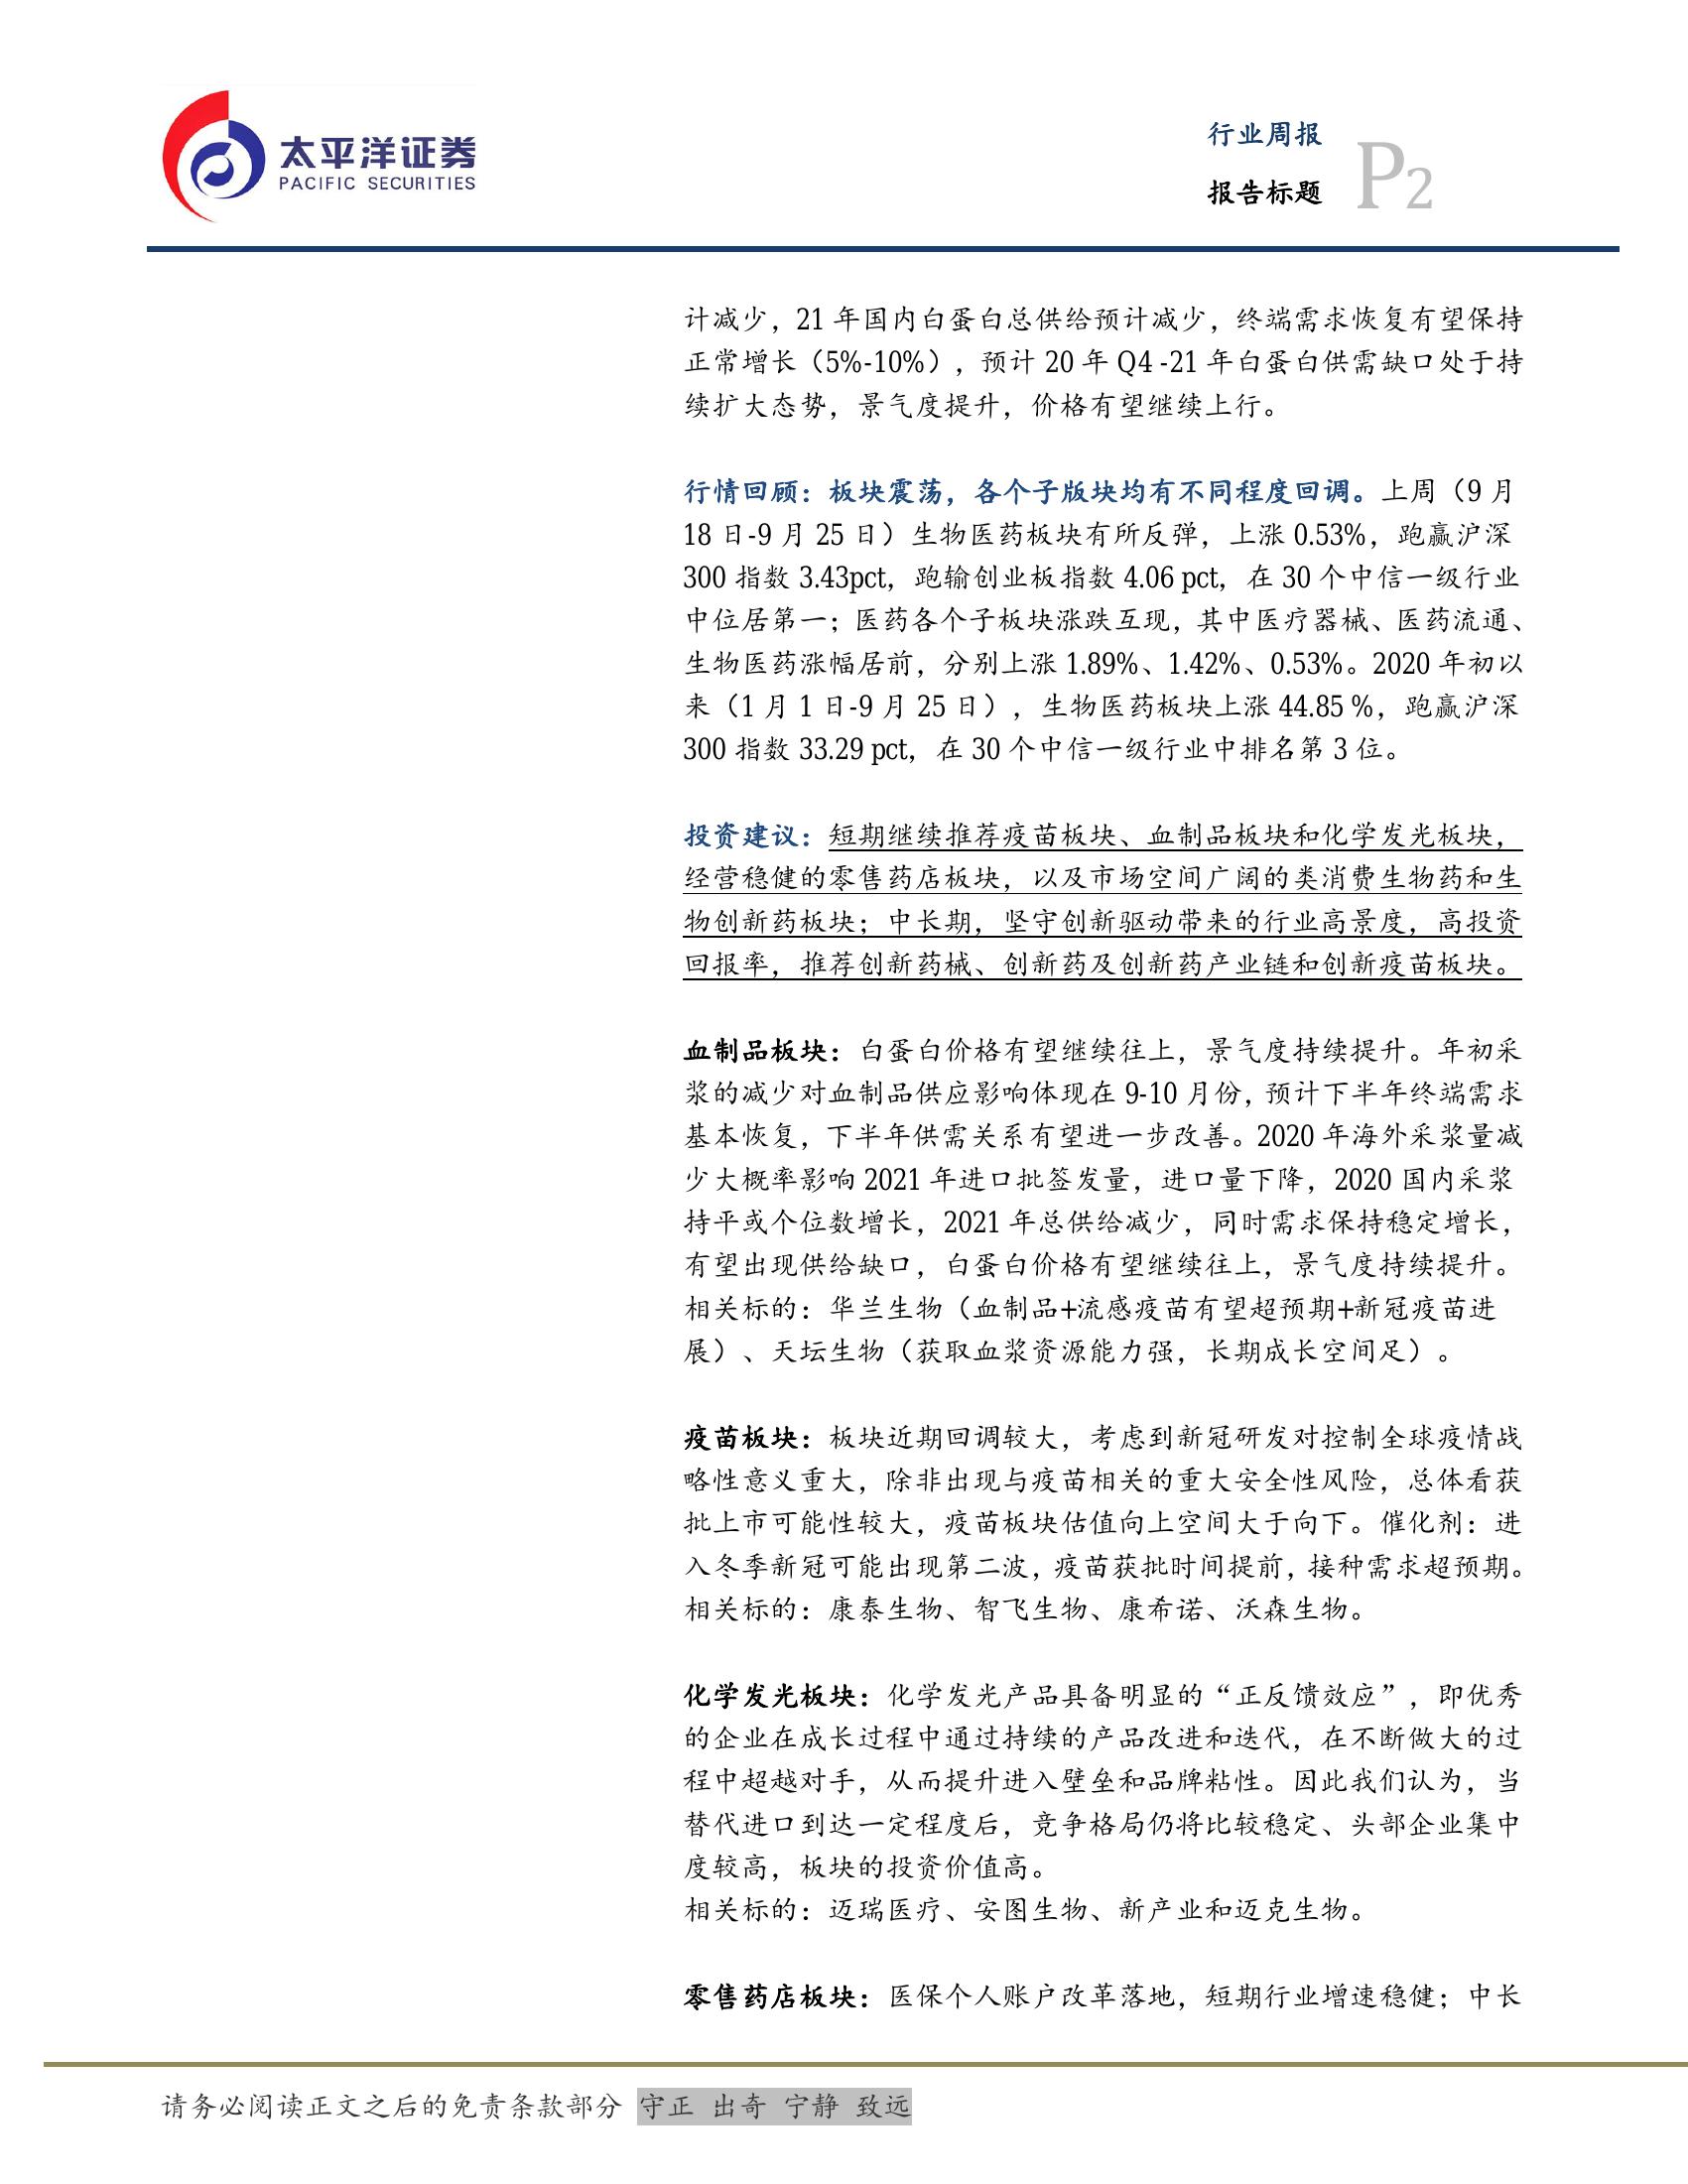 太平洋证券
PACIFIC SECURITIES
行业周报
报告标题
P2
计减少，21 年国内白蛋白总供给预计减少，终端需求恢复有望保持
正常增长（5%-10%），预计 20 年 Q4 -21 年白蛋白供需缺口处于持
续扩大态势，景气度提升，价格有望继续上行。
行情回顾：板块震荡，各个子版块均有不同程度回调。上周（9 月
18 日-9 月 25 日）生物医药板块有所反弹，上涨 0.53%，跑赢沪深
300 指数 3.43pct，跑输创业板指数 4.06 pct，在 30 个中信一级行业
中位居第一；医药各个子板块涨跌互现，其中医疗器械、医药流通、
生物医药涨幅居前，分别上涨 1.89%、1.42%、0.53%。2020 年初以
来（1 月 1 日-9 月 25 日），生物医药板块上涨 44.85 %，跑赢沪深
300 指数 33.29 pct，在 30 个中信一级行业中排名第 3 位。
投资建议：短期继续推荐疫苗板块、血制品板块和化学发光板块，
经营稳健的零售药店板块，以及市场空间广阔的类消费生物药和生
物创新药板块；中长期，坚守创新驱动带来的行业高景度，高投资
回报率，推荐创新药械、创新药及创新药产业链和创新疫苗板块。
血制品板块：白蛋白价格有望继续往上，景气度持续提升。年初采
浆的减少对血制品供应影响体现在 9-10 月份，预计下半年终端需求
基本恢复，下半年供需关系有望进一步改善。2020 年海外采浆量减
少大概率影响 2021 年进口批签发量，进口量下降，2020 国内采浆
持平或个位数增长，2021 年总供给减少，同时需求保持稳定增长，
有望出现供给缺口，白蛋白价格有望继续往上，景气度持续提升。
相关标的：华兰生物（血制品+流感疫苗有望超预期+新冠疫苗进
展）、天坛生物（获取血浆资源能力强，长期成长空间足）。
疫苗板块：板块近期回调较大，考虑到新冠研发对控制全球疫情战
略性意义重大，除非出现与疫苗相关的重大安全性风险，总体看获
批上市可能性较大，疫苗板块估值向上空间大于向下。催化剂：进
入冬季新冠可能出现第二波，疫苗获批时间提前，接种需求超预期。
相关标的：康泰生物、智飞生物、康希诺、沃森生物。
化学发光板块：化学发光产品具备明显的“正反馈效应”，即优秀
的企业在成长过程中通过持续的产品改进和迭代，在不断做大的过
程中超越对手，从而提升进入壁垒和品牌粘性。因此我们认为，当
替代进口到达一定程度后，竞争格局仍将比较稳定、头部企业集中
度较高，板块的投资价值高。
相关标的：迈瑞医疗、安图生物、新产业和迈克生物。
零售药店板块：医保个人账户改革落地，短期行业增速稳健；中长
请务必阅读正文之后的免责条款部分 守正 出奇 宁静 致远